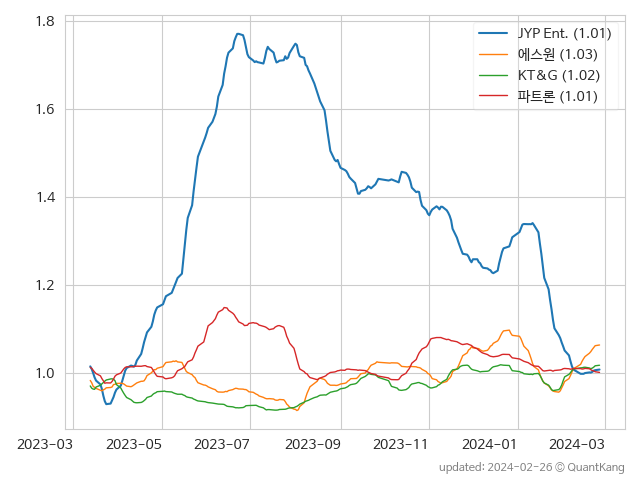 1.8
1.6
1.4
1.2
1.0
JYP Ent. (1.01)
에스원 (1.03)
KT&G (1.02)
파트론 (1.01)
2023-03 2023-05 2023-07 2023-09 2023-11 2024-01 2024-03
updated: 2024-02-26 © QuantKang